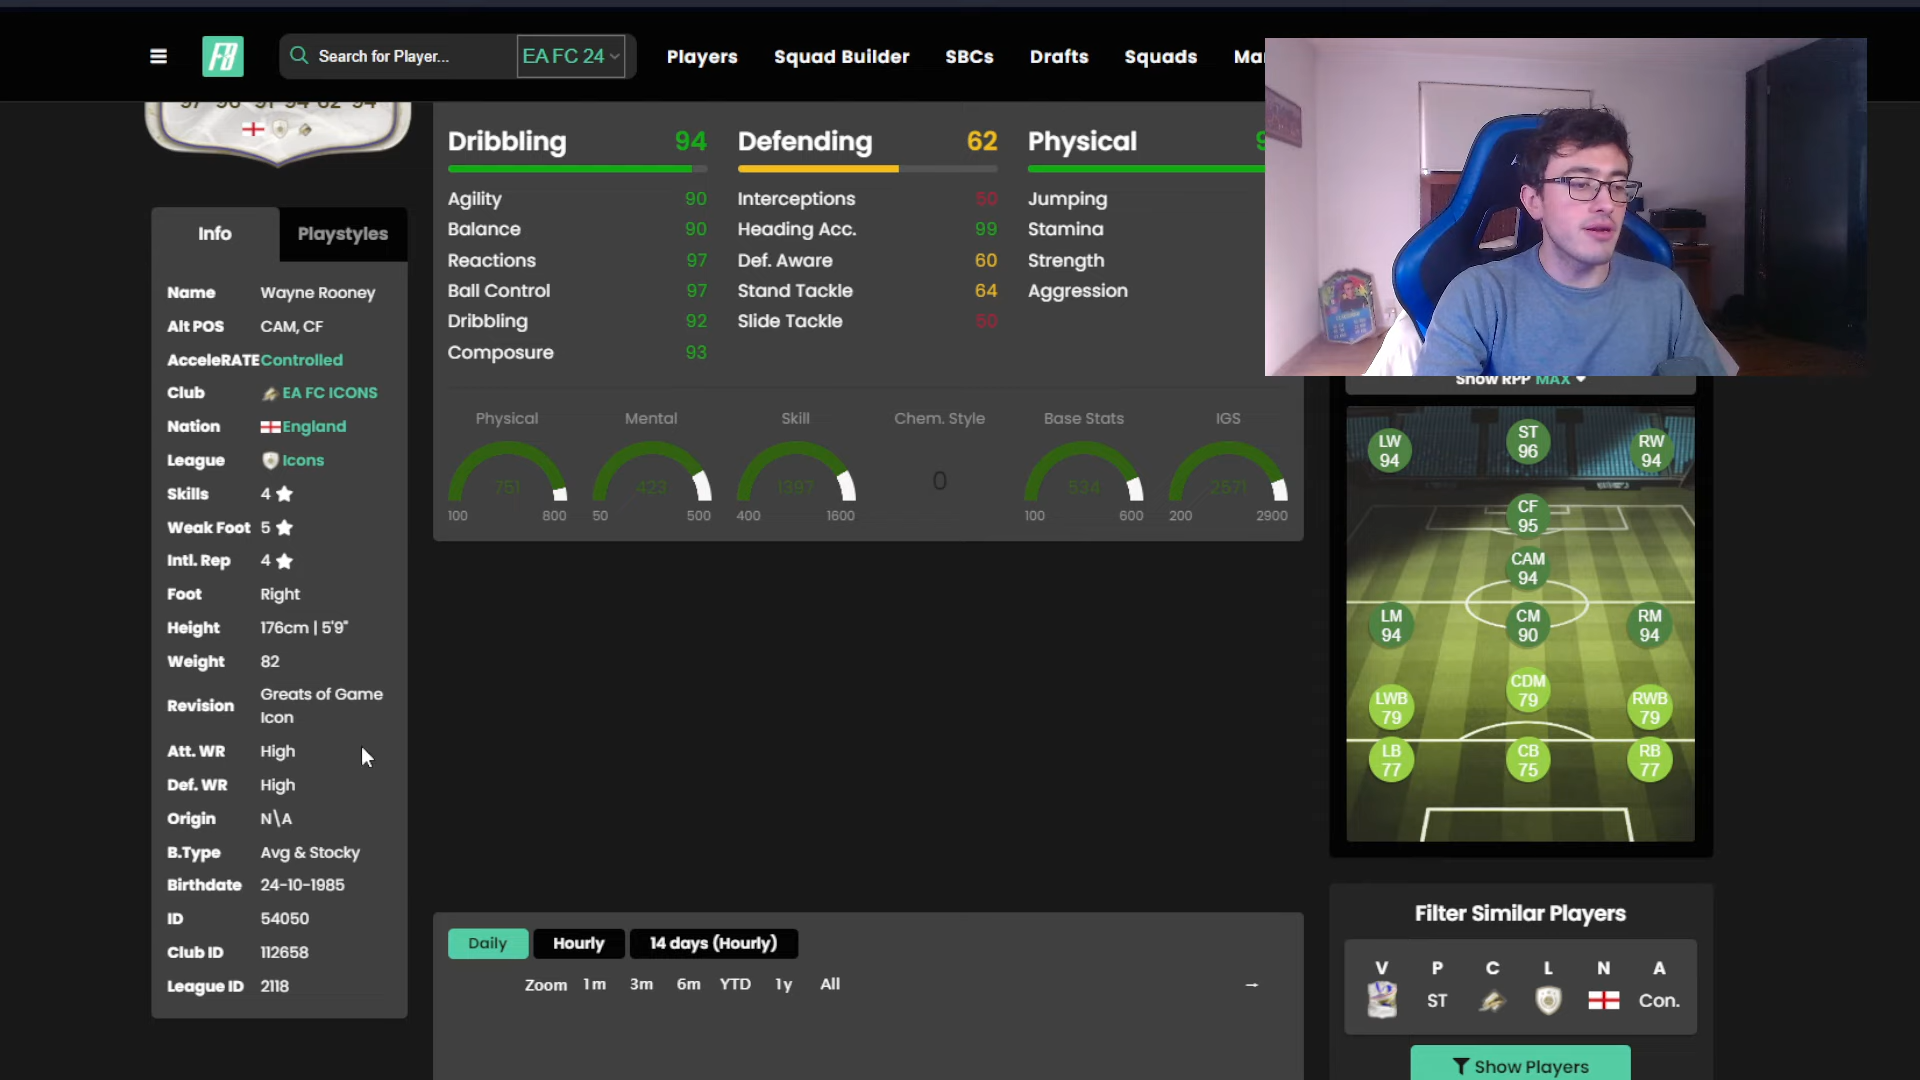 FB
Search for Player...
EA FC 24
Players
Squad Builder
SBCs
Drafts
Squads
Dribbling 94
Agility 90
Balance 90
Reactions 97
Ball Control 97
Dribbling 92
Composure 93
Defending 62
Interceptions 50
Heading Acc. 99
Def. Aware 60
Stand Tackle 64
Slide Tackle 50
Physical
Jumping
Stamina
Strength
Aggression
Info
Playstyles
Name Wayne Rooney
Alt POS CAM, CF
AcceleRATE Controlled
Club EA FC ICONS
Nation England
League Icons
Skills 4
Weak Foot 5
Intl. Rep 4
Foot Right
Height 176cm | 5'9"
Weight 82
Revision Greats of Game
Icon
Att. WR High
Def. WR High
Origin N\A
B.Type Avg & Stocky
Birthdate 24-10-1985
ID 54050
Club ID 112658
League ID 2118
Physical
751
100 800
Mental
423
50 500
Skill
1397
400 1600
Chem. Style
0
Base Stats
534
100 600
IGS
2571
200 2900
Show RPP MAX
LW 94
ST 96
RW 94
CF 95
CAM 94
LM 94
CM 90
RM 94
LWB 79
CDM 79
RWB 79
LB 77
CB 75
RB 77
Daily
Hourly
14 days (Hourly)
Zoom 1m 3m 6m YTD 1y All →
Filter Similar Players
V P C L N A
ST Con.
Show Players